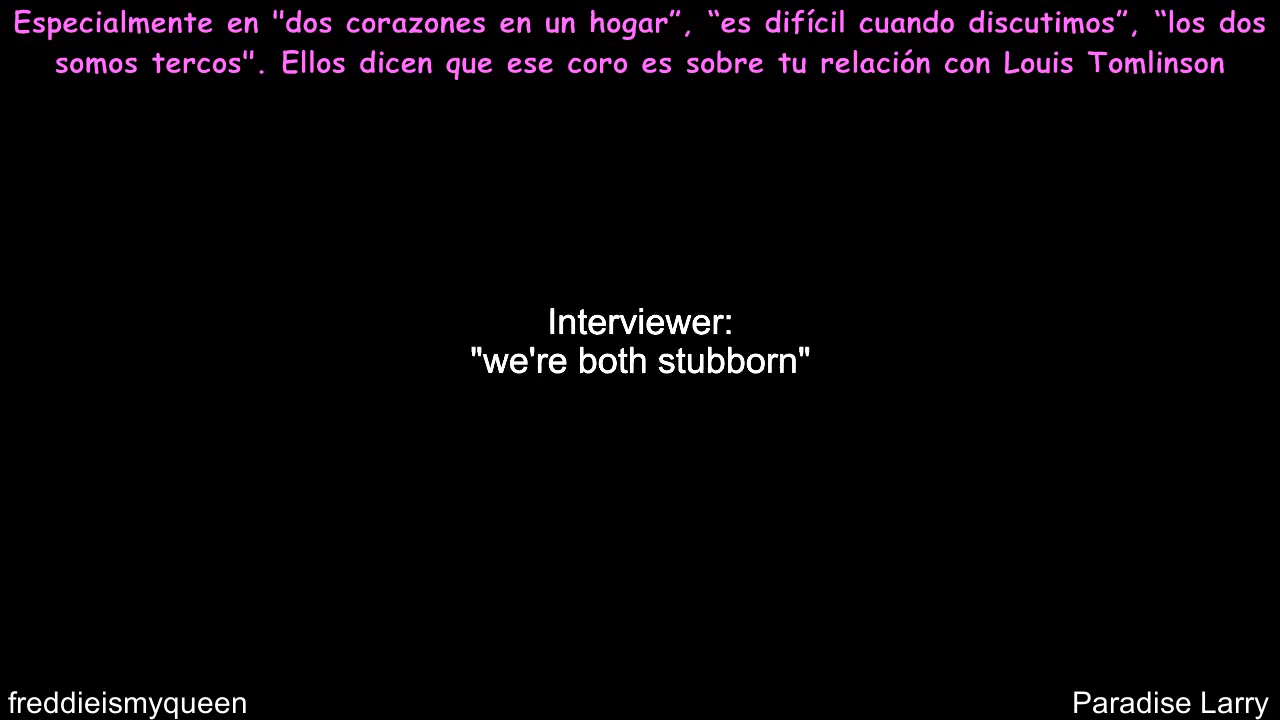 Especialmente en "dos corazones en un hogar”, “es difícil cuando discutimos”, “los dos
somos tercos". Ellos dicen que ese coro es sobre tu relación con Louis Tomlinson
Interviewer:
"we're both stubborn"
freddieismyqueen
Paradise Larry